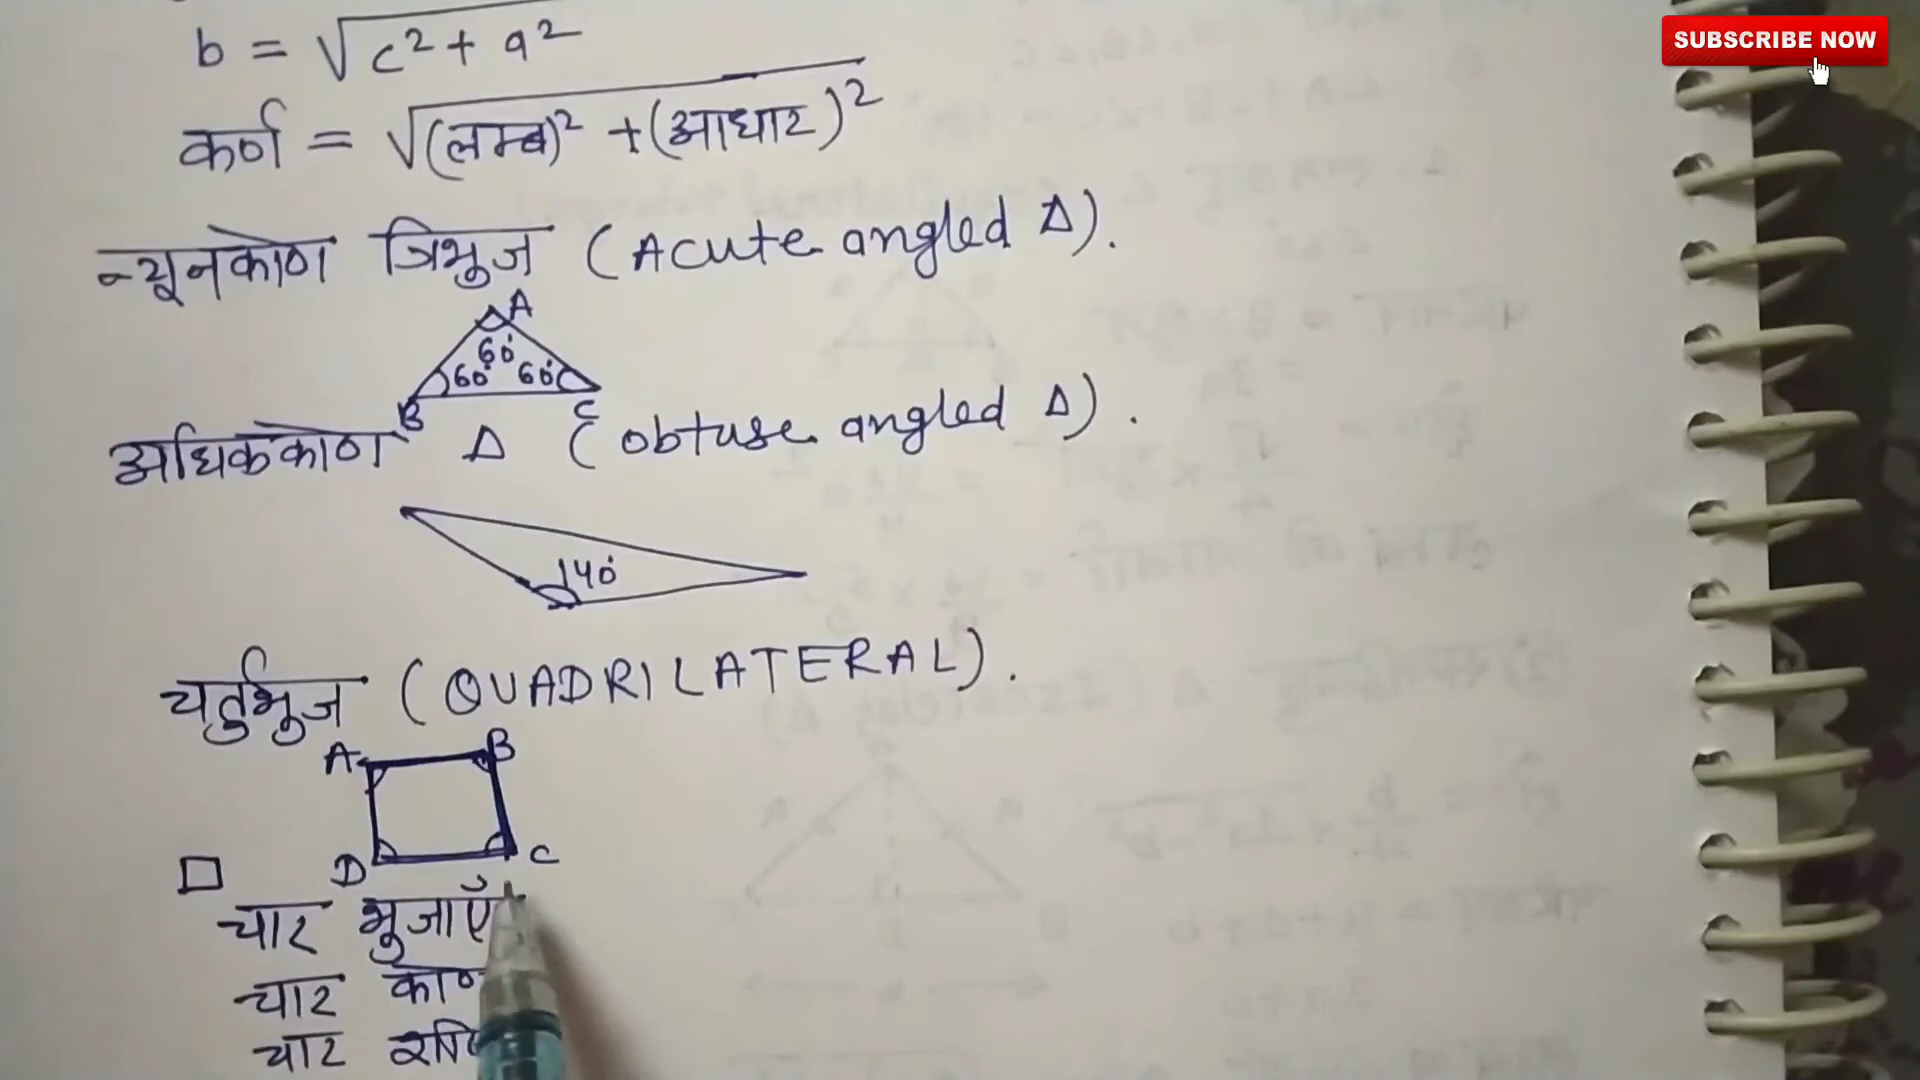 SUBSCRIBE NOW
b = √c² + a²
कर्ण = √(लम्ब)² + (आधार)²
न्यूनकोण त्रिभुज (Acute angled Δ).
A
60°
60° 60°
B C
अधिककोण Δ (obtuse angled Δ).
140°
चर्तुभुज (QUADRILATERAL).
A B
D C
□
चार भुजाएँ
चार
चार